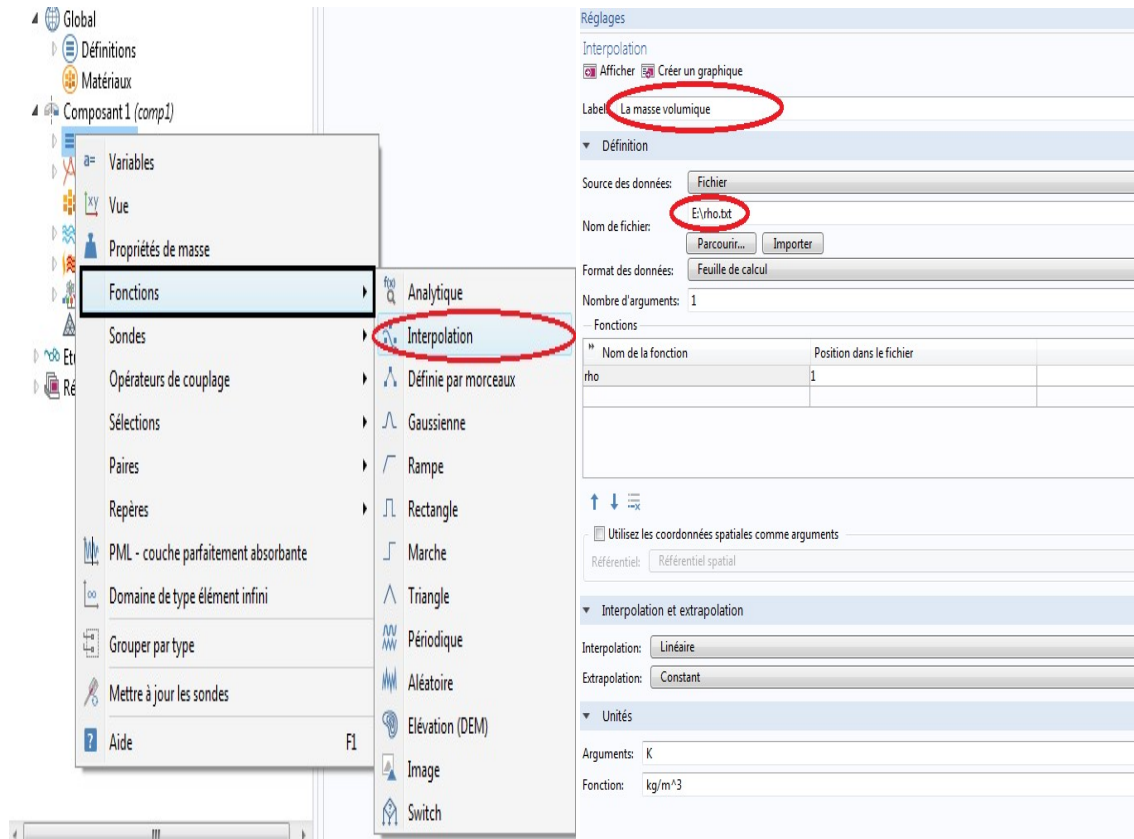 Global
Définitions
Matériaux
Composant 1 (comp1)
a= Variables
xy Vue
Propriétés de masse
Fonctions
Sondes
Opérateurs de couplage
Sélections
Paires
Repères
PML - couche parfaitement absorbante
Domaine de type élément infini
Grouper par type
Mettre à jour les sondes
? Aide F1
Et
Ré
f(x) Analytique
Interpolation
Définie par morceaux
Gaussienne
Rampe
Rectangle
Marche
Triangle
Périodique
Aléatoire
Elévation (DEM)
Image
Switch
Réglages
Interpolation
Afficher Créer un graphique
Label: La masse volumique
Définition
Source des données: Fichier
Nom de fichier: E:\rho.txt
Parcourir... Importer
Format des données: Feuille de calcul
Nombre d'arguments: 1
Fonctions
Nom de la fonction Position dans le fichier
rho 1
Utilisez les coordonnées spatiales comme arguments
Référentiel: Référentiel spatial
Interpolation et extrapolation
Interpolation: Linéaire
Extrapolation: Constant
Unités
Arguments: K
Fonction: kg/m^3